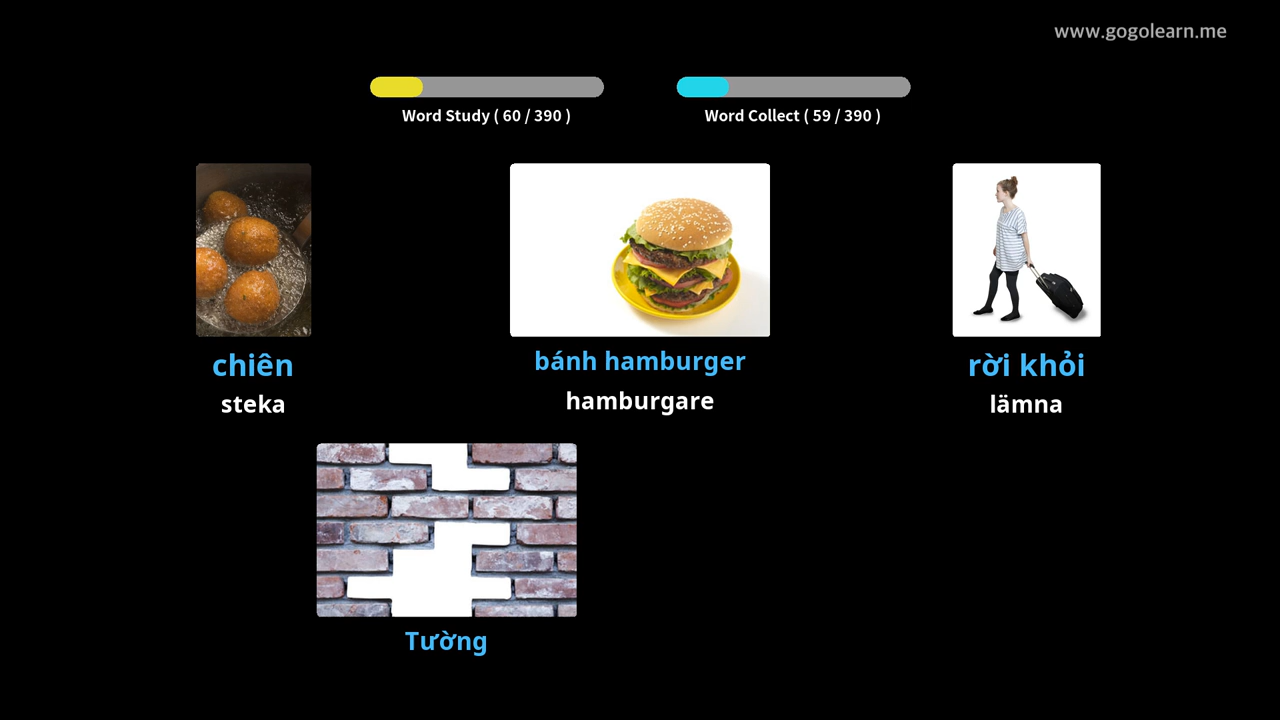 www.gogolearn.me
Word Study ( 60 / 390 )
Word Collect ( 59 / 390 )
chiên
bánh hamburger
rời khỏi
steka
hamburgare
lämna
Tường